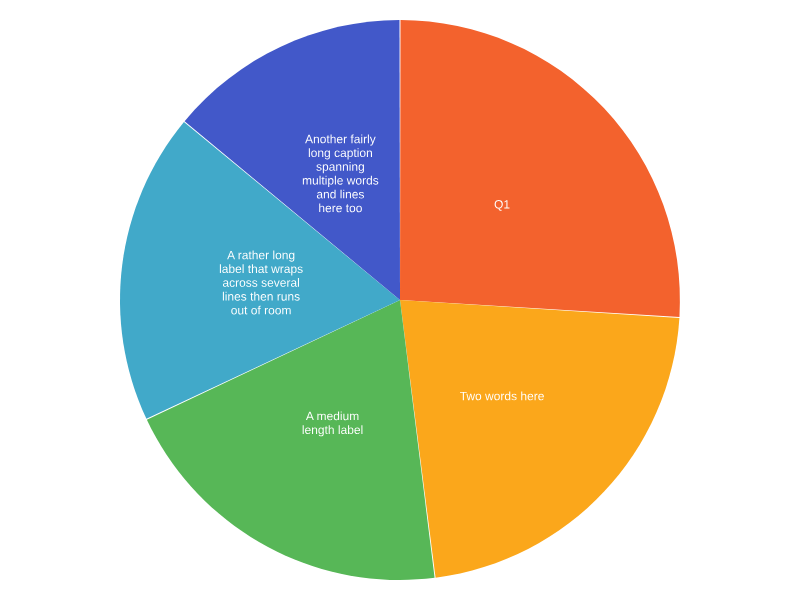 Q1
Two words here
A medium
length label
A rather long
label that wraps
across several
lines then runs
out of room
Another fairly
long caption
spanning
multiple words
and lines
here too